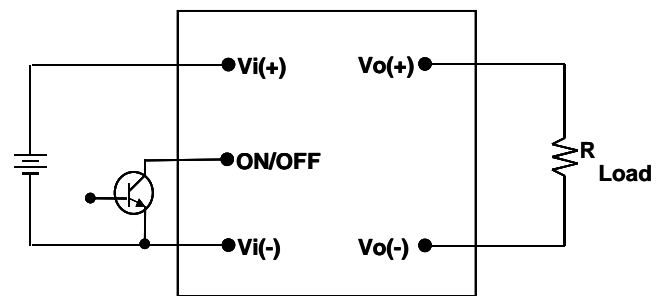 Vi(+)
Vo(+)
ON/OFF
R
Load
Vi(-)
Vo(-)